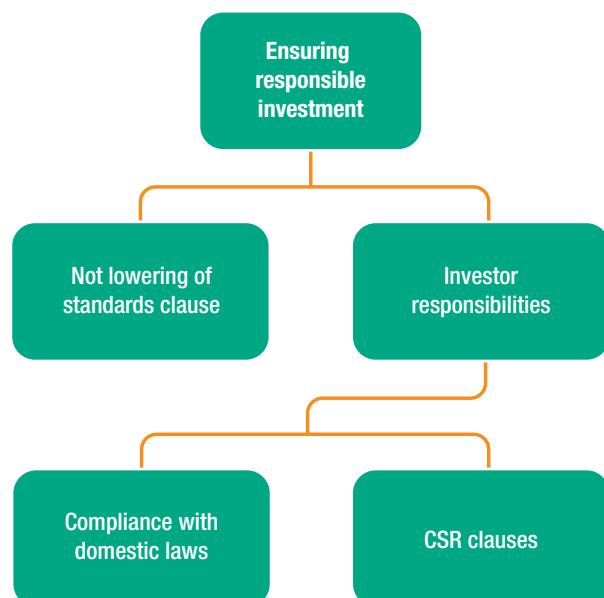 Ensuring
responsible
investment
Not lowering of
standards clause
Investor
responsibilities
Compliance with
domestic laws
CSR clauses